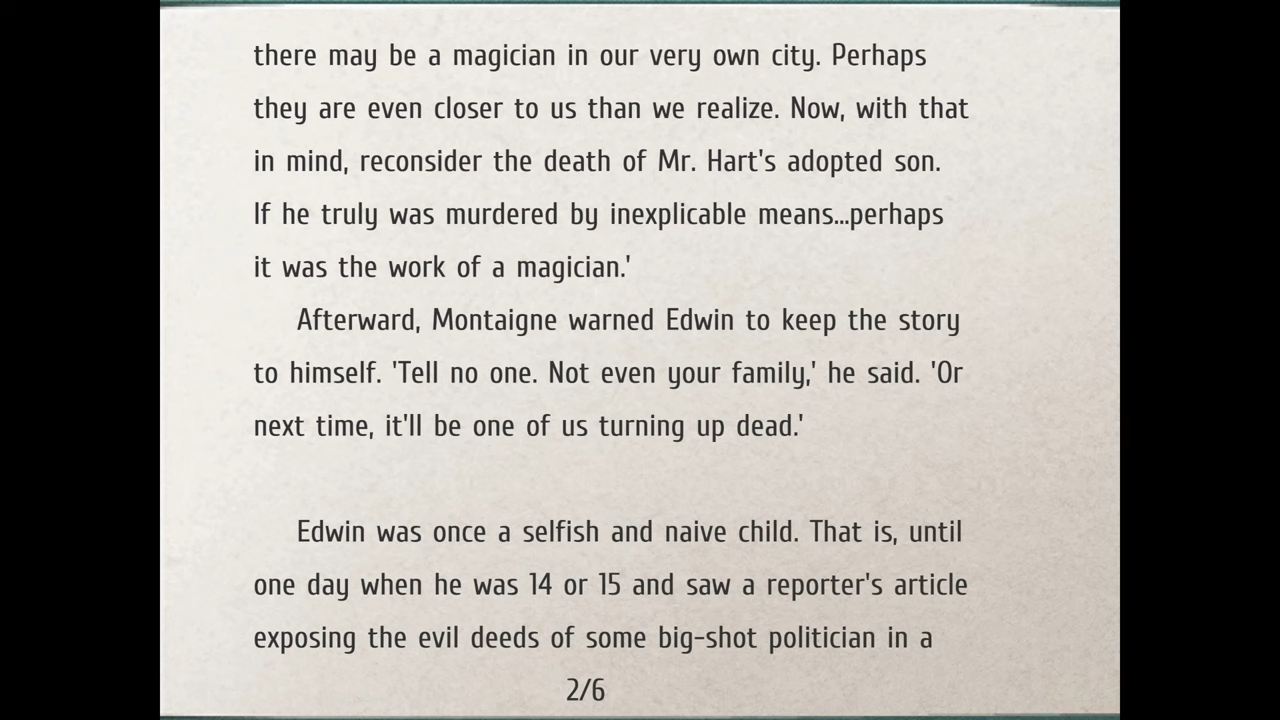 there may be a magician in our very own city. Perhaps
they are even closer to us than we realize. Now, with that
in mind, reconsider the death of Mr. Hart's adopted son.
If he truly was murdered by inexplicable means...perhaps
it was the work of a magician.'
Afterward, Montaigne warned Edwin to keep the story
to himself. 'Tell no one. Not even your family,' he said. 'Or
next time, it'll be one of us turning up dead.'
Edwin was once a selfish and naive child. That is, until
one day when he was 14 or 15 and saw a reporter's article
exposing the evil deeds of some big-shot politician in a
2/6